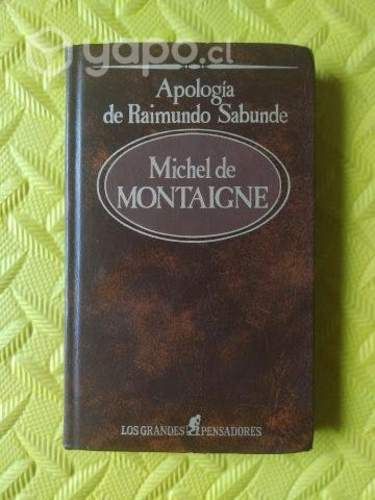 yapo.cl
Apología
de Raimundo Sabunde
Michel de
MONTAIGNE
LOS GRANDES PENSADORES